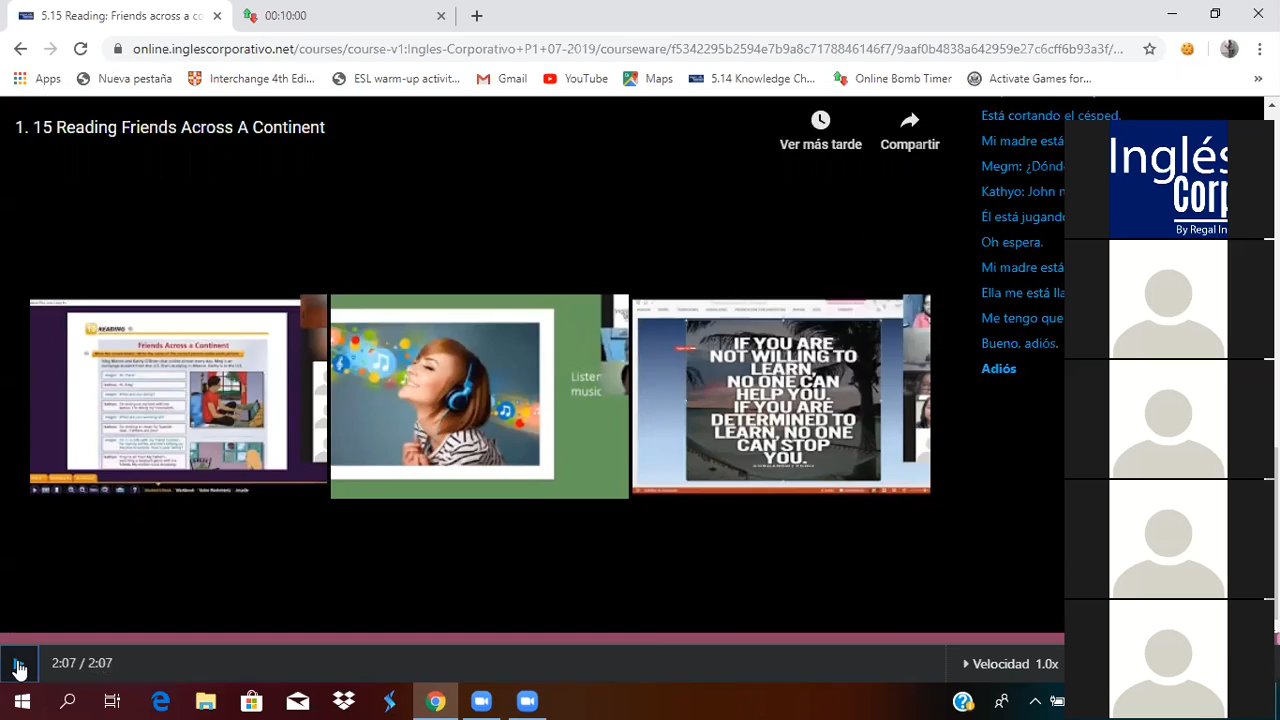 5.15 Reading: Friends across a co
00:10:00
online.inglescorporativo.net/courses/course-v1:Ingles-Corporativo+P1+07-2019/courseware/f5342295b2594e7b9a8c7178846146f7/9aaf0b4838a642959e27c6cff6b93a3f/...
Apps
Nueva pestaña
Interchange 4th Edi...
ESL warm-up activit...
Gmail
YouTube
Maps
5.14 Knowledge Ch...
Online Bomb Timer
Activate Games for...
»
1. 15 Reading Friends Across A Continent
Ver más tarde
Compartir
Está cortando el césped.
Mi madre está
Megm: ¿Dónd
Kathyo: John n
Él está jugand
Oh espera.
Mi madre está
Ella me está lla
Me tengo que
Bueno, adiós.
Adiós
Inglés
Corp
By Regal In
READING
Friends Across a Continent
Listen
music
IF YOU ARE
NOT WILLING TO
LEARN,
NO ONE CAN
HELP YOU.
IF YOU ARE
DETERMINED TO
LEARN, NO ONE
CAN STOP
YOU.
2:07 / 2:07
Velocidad 1.0x